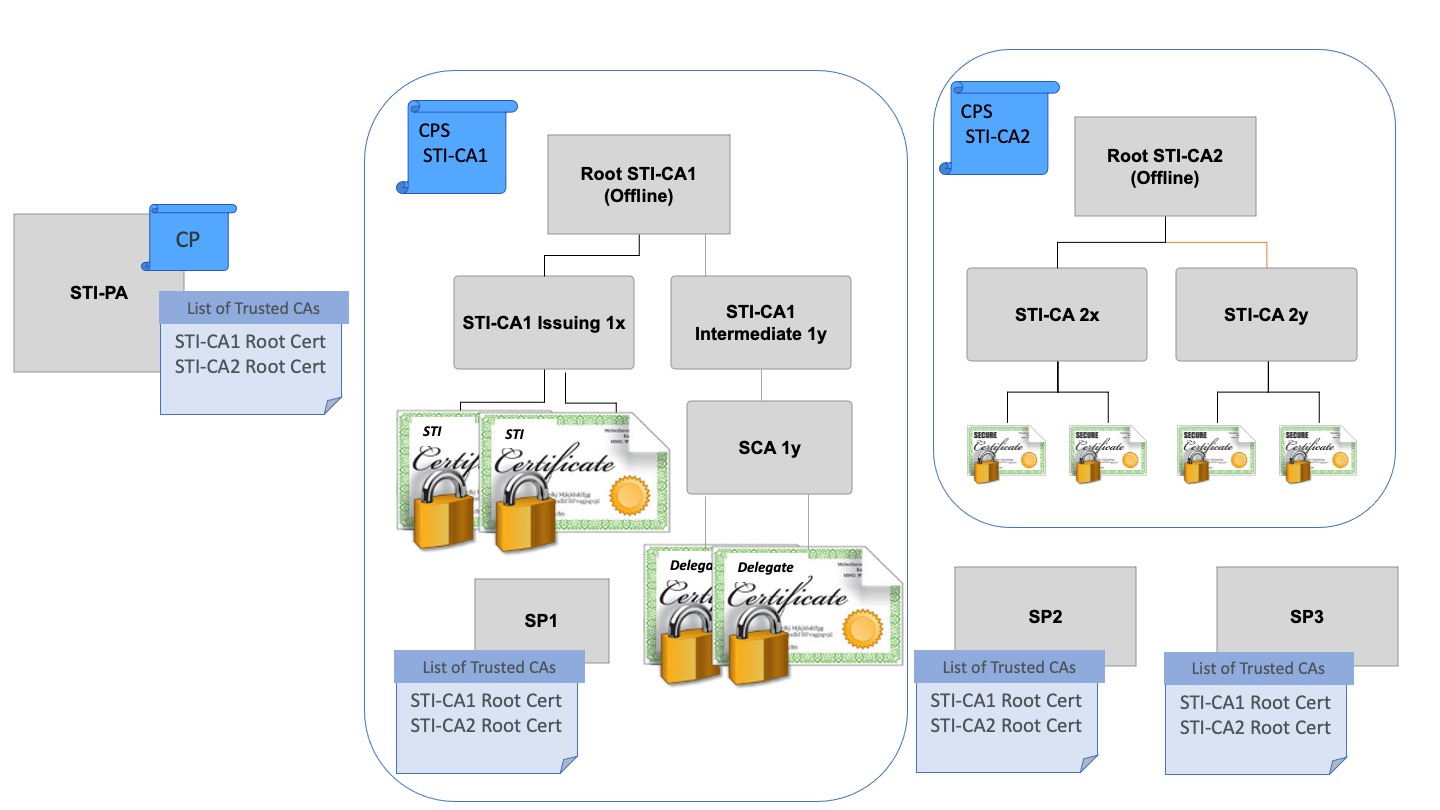 CPS
STI-CA1
Root STI-CA1
(Offline)
CPS
STI-CA2
Root STI-CA2
(Offline)
CP
STI-PA
List of Trusted CAs
STI-CA1 Root Cert
STI-CA2 Root Cert
STI-CA1 Issuing 1x
STI-CA1
Intermediate 1y
STI-CA 2x
STI-CA 2y
STI
Certif
STI
Certificate
SCA 1y
SECURE
Certificate
SECURE
Certificate
SECURE
Certificate
SECURE
Certificate
Delega
Certi
Delegate
Certificate
SP1
List of Trusted CAs
STI-CA1 Root Cert
STI-CA2 Root Cert
SP2
List of Trusted CAs
STI-CA1 Root Cert
STI-CA2 Root Cert
SP3
List of Trusted CAs
STI-CA1 Root Cert
STI-CA2 Root Cert